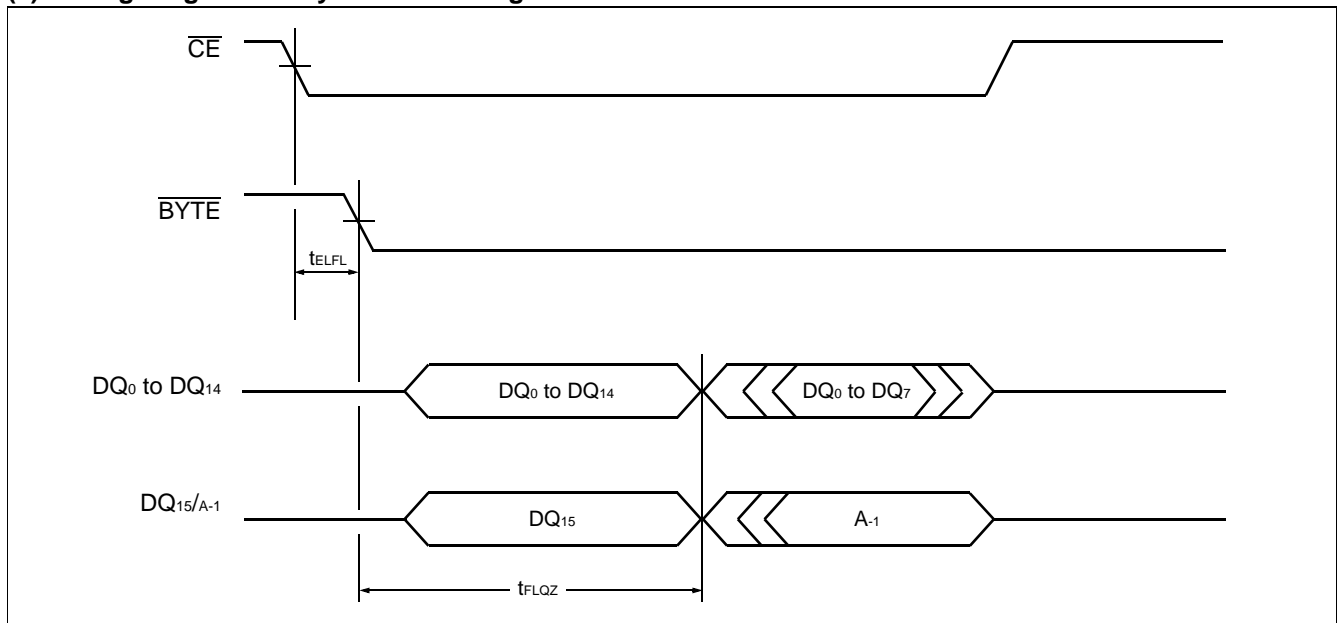 CE
BYTE
tELFL
DQ0 to DQ14
DQ0 to DQ14
DQ0 to DQ7
DQ15/A-1
DQ15
A-1
tFLQZ